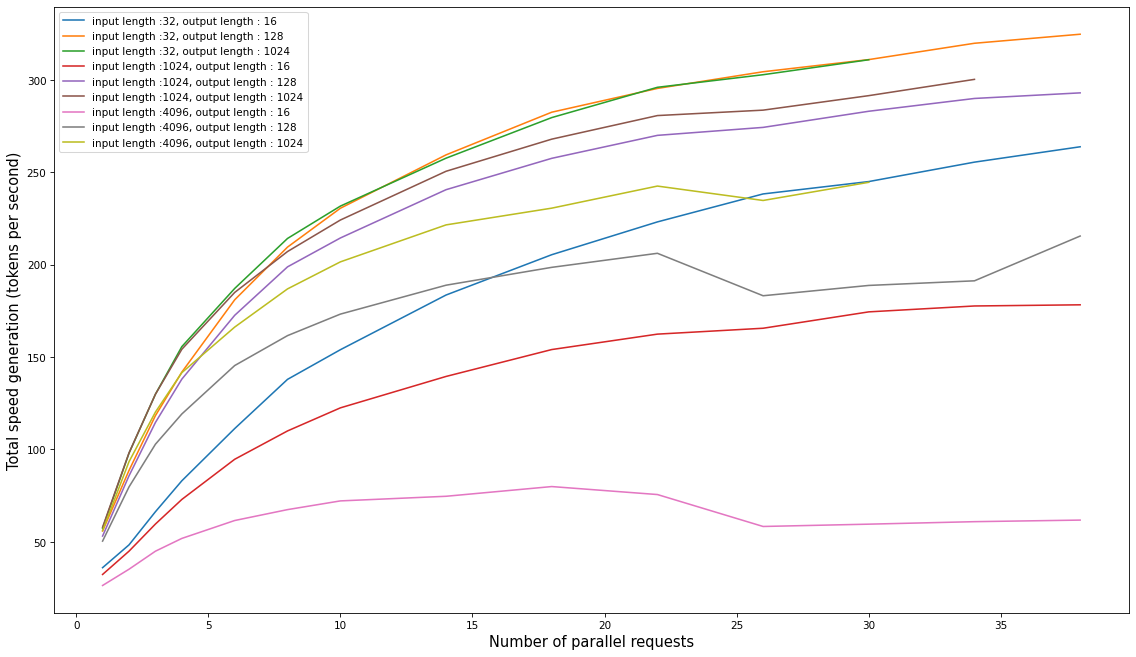 input length :32, output length : 16
input length :32, output length : 128
input length :32, output length : 1024
input length :1024, output length : 16
input length :1024, output length : 128
input length :1024, output length : 1024
input length :4096, output length : 16
input length :4096, output length : 128
input length :4096, output length : 1024
Total speed generation (tokens per second)
300
250
200
150
100
50
0
5
10
15
20
25
30
35
Number of parallel requests